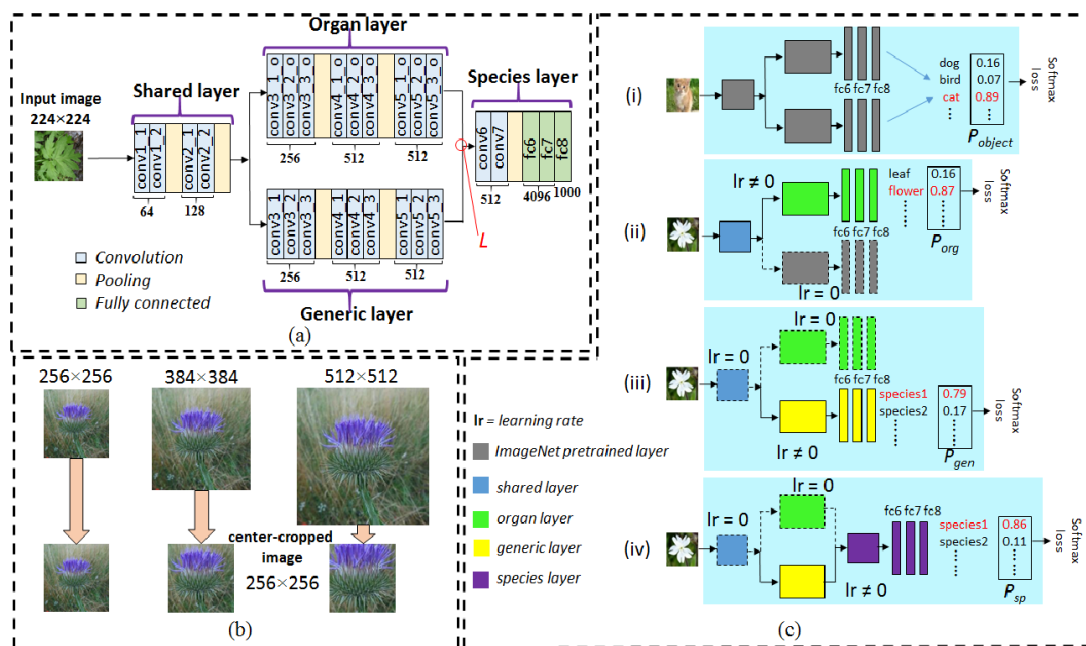 Organ layer
conv3_1_o
conv3_2_o
conv3_3_o
conv4_1_o
conv4_2_o
conv4_3_o
conv5_1_o
conv5_2_o
conv5_3_o
256
512
512
Input image
224×224
Shared layer
conv1_1
conv1_2
conv2_1
conv2_2
64
128
Species layer
conv6
conv7
fc6
fc7
fc8
512
4096
1000
L
conv3_1
conv3_2
conv3_3
conv4_1
conv4_2
conv4_3
conv5_1
conv5_2
conv5_3
256
512
512
Generic layer
Convolution
Pooling
Fully connected
(a)
256×256
384×384
512×512
center-cropped
image
256×256
(b)
lr = learning rate
ImageNet pretrained layer
shared layer
organ layer
generic layer
species layer
(i)
fc6 fc7 fc8
dog
bird
cat
...
0.16
0.07
0.89
...
Pobject
Softmax
loss
(ii)
lr ≠ 0
fc6 fc7 fc8
lr = 0
leaf
flower
0.16
0.87
Porg
Softmax
loss
(iii)
lr = 0
lr = 0
fc6 fc7 fc8
lr ≠ 0
species1
species2
0.79
0.17
Pgen
Softmax
loss
(iv)
lr = 0
lr = 0
fc6 fc7 fc8
lr ≠ 0
species1
species2
0.86
0.11
Psp
Softmax
loss
(c)